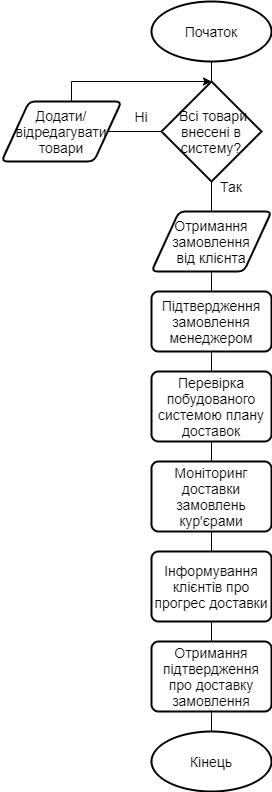 Початок
Всі товари
внесені в
систему?
Ні
Додати/
відредагувати
товари
Так
Отримання
замовлення
від клієнта
Підтвердження
замовлення
менеджером
Перевірка
побудованого
системою плану
доставок
Моніторинг
доставки
замовлень
кур'єрами
Інформування
клієнтів про
прогрес доставки
Отримання
підтвердження
про доставку
замовлення
Кінець